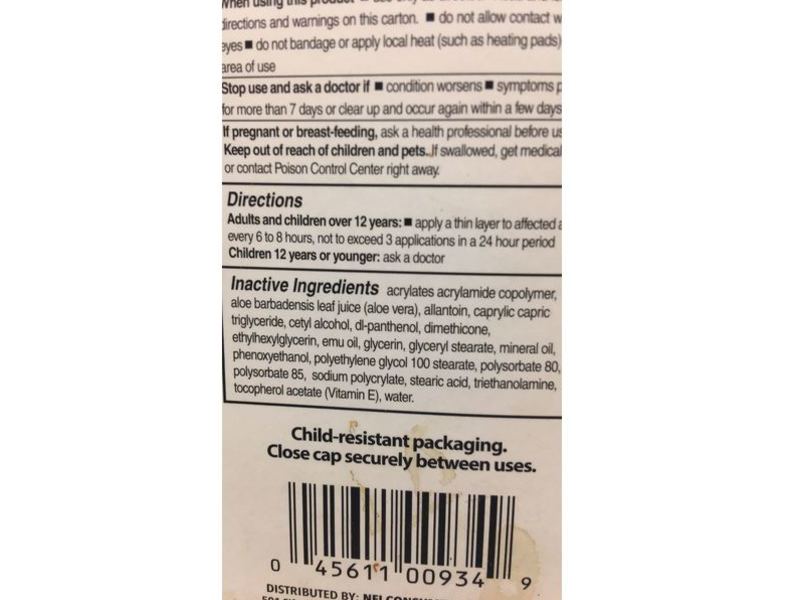 When using this product
directions and warnings on this carton. ■ do not allow contact w
eyes ■ do not bandage or apply local heat (such as heating pads)
area of use
Stop use and ask a doctor if ■ condition worsens ■ symptoms p
for more than 7 days or clear up and occur again within a few days
If pregnant or breast-feeding, ask a health professional before us
Keep out of reach of children and pets. If swallowed, get medical
or contact Poison Control Center right away.
Directions
Adults and children over 12 years: ■ apply a thin layer to affected a
every 6 to 8 hours, not to exceed 3 applications in a 24 hour period
Children 12 years or younger: ask a doctor
Inactive Ingredients acrylates acrylamide copolymer,
aloe barbadensis leaf juice (aloe vera), allantoin, caprylic capric
triglyceride, cetyl alcohol, dl-panthenol, dimethicone,
ethylhexylglycerin, emu oil, glycerin, glyceryl stearate, mineral oil,
phenoxyethanol, polyethylene glycol 100 stearate, polysorbate 80,
polysorbate 85, sodium polycrylate, stearic acid, triethanolamine,
tocopherol acetate (Vitamin E), water.
Child-resistant packaging.
Close cap securely between uses.
0 45611 00934 9
DISTRIBUTED BY: